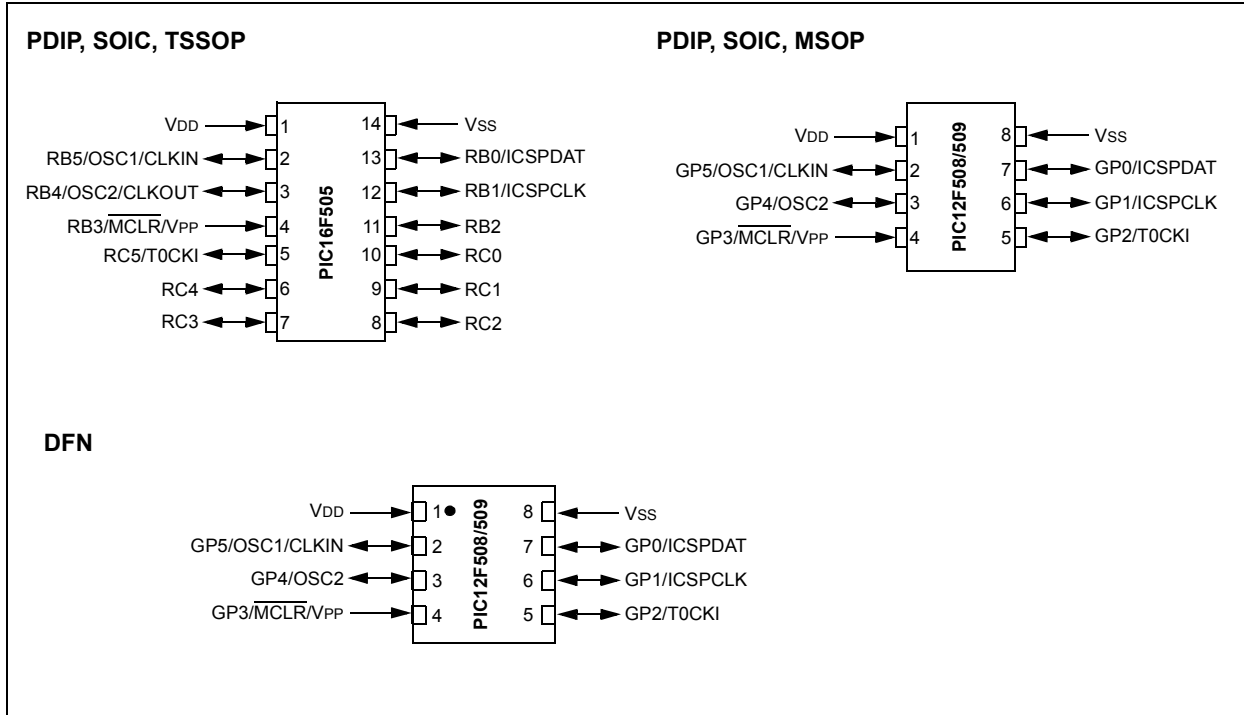 PDIP, SOIC, TSSOP
VDD 1 14 VSS
RB5/OSC1/CLKIN 2 13 RB0/ICSPDAT
RB4/OSC2/CLKOUT 3 12 RB1/ICSPCLK
RB3/MCLR/VPP 4 11 RB2
RC5/T0CKI 5 10 RC0
RC4 6 9 RC1
RC3 7 8 RC2
PIC16F505
PDIP, SOIC, MSOP
VDD 1 8 VSS
GP5/OSC1/CLKIN 2 7 GP0/ICSPDAT
GP4/OSC2 3 6 GP1/ICSPCLK
GP3/MCLR/VPP 4 5 GP2/T0CKI
PIC12F508/509
DFN
VDD 1 8 VSS
GP5/OSC1/CLKIN 2 7 GP0/ICSPDAT
GP4/OSC2 3 6 GP1/ICSPCLK
GP3/MCLR/VPP 4 5 GP2/T0CKI
PIC12F508/509